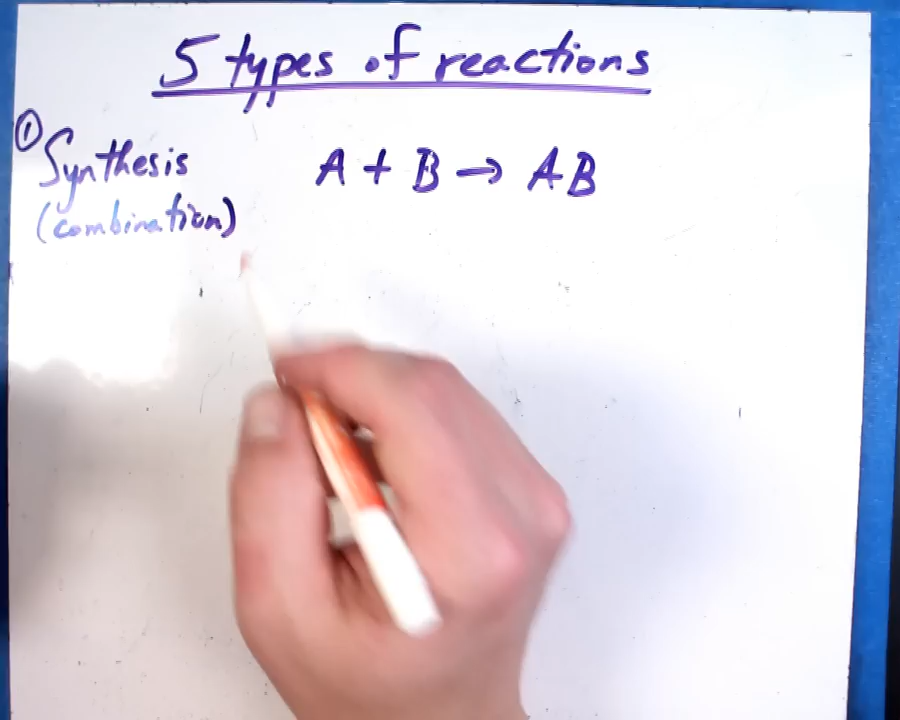 5 types of reactions
① Synthesis A + B → AB
(combination)